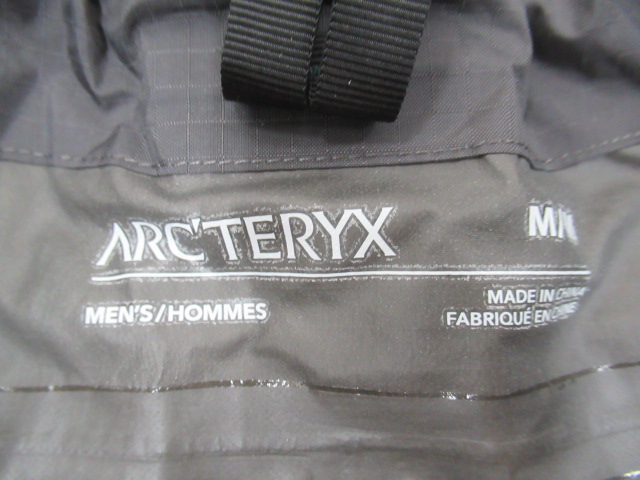 ARC'TERYX M/M
MEN'S/HOMMES MADE IN CHINA
FABRIQUÉ EN CHINE